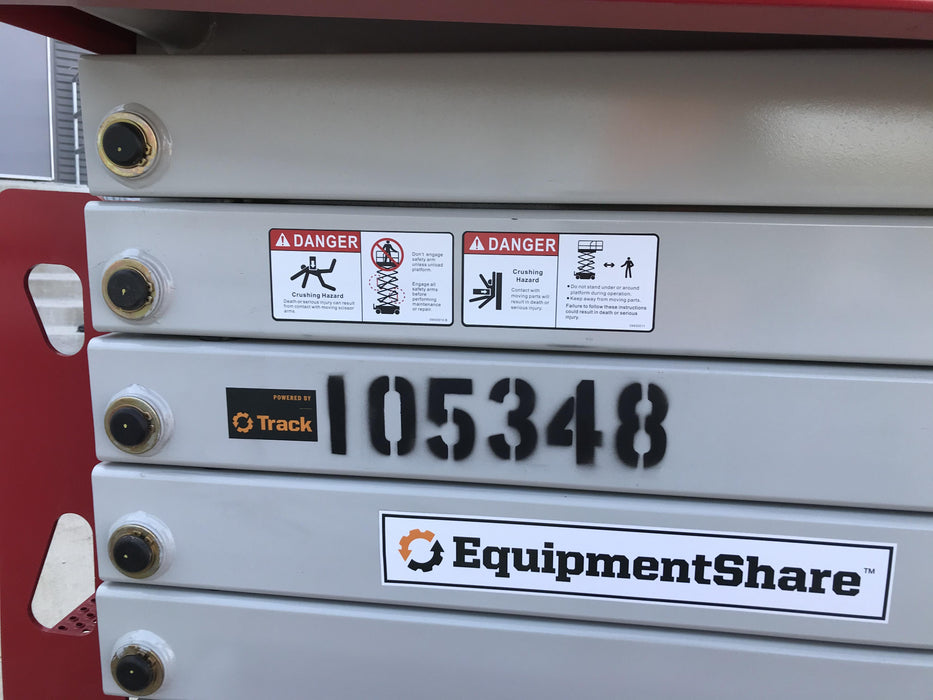 DANGER
Crushing Hazard
Death or serious injury can result
from contact with moving scissor
arms.
Don't engage
safety arm
unless unload
platform.
Engage all
safety arms
before
performing
maintenance
or repair.
DANGER
Crushing
Hazard
Contact with
moving parts will
result in death or
serious injury.
● Do not stand under or around
platform during operation.
● Keep away from moving parts.
Failure to follow these instructions
could result in death or serious
injury.
POWERED BY
Track
105348
EquipmentShare™